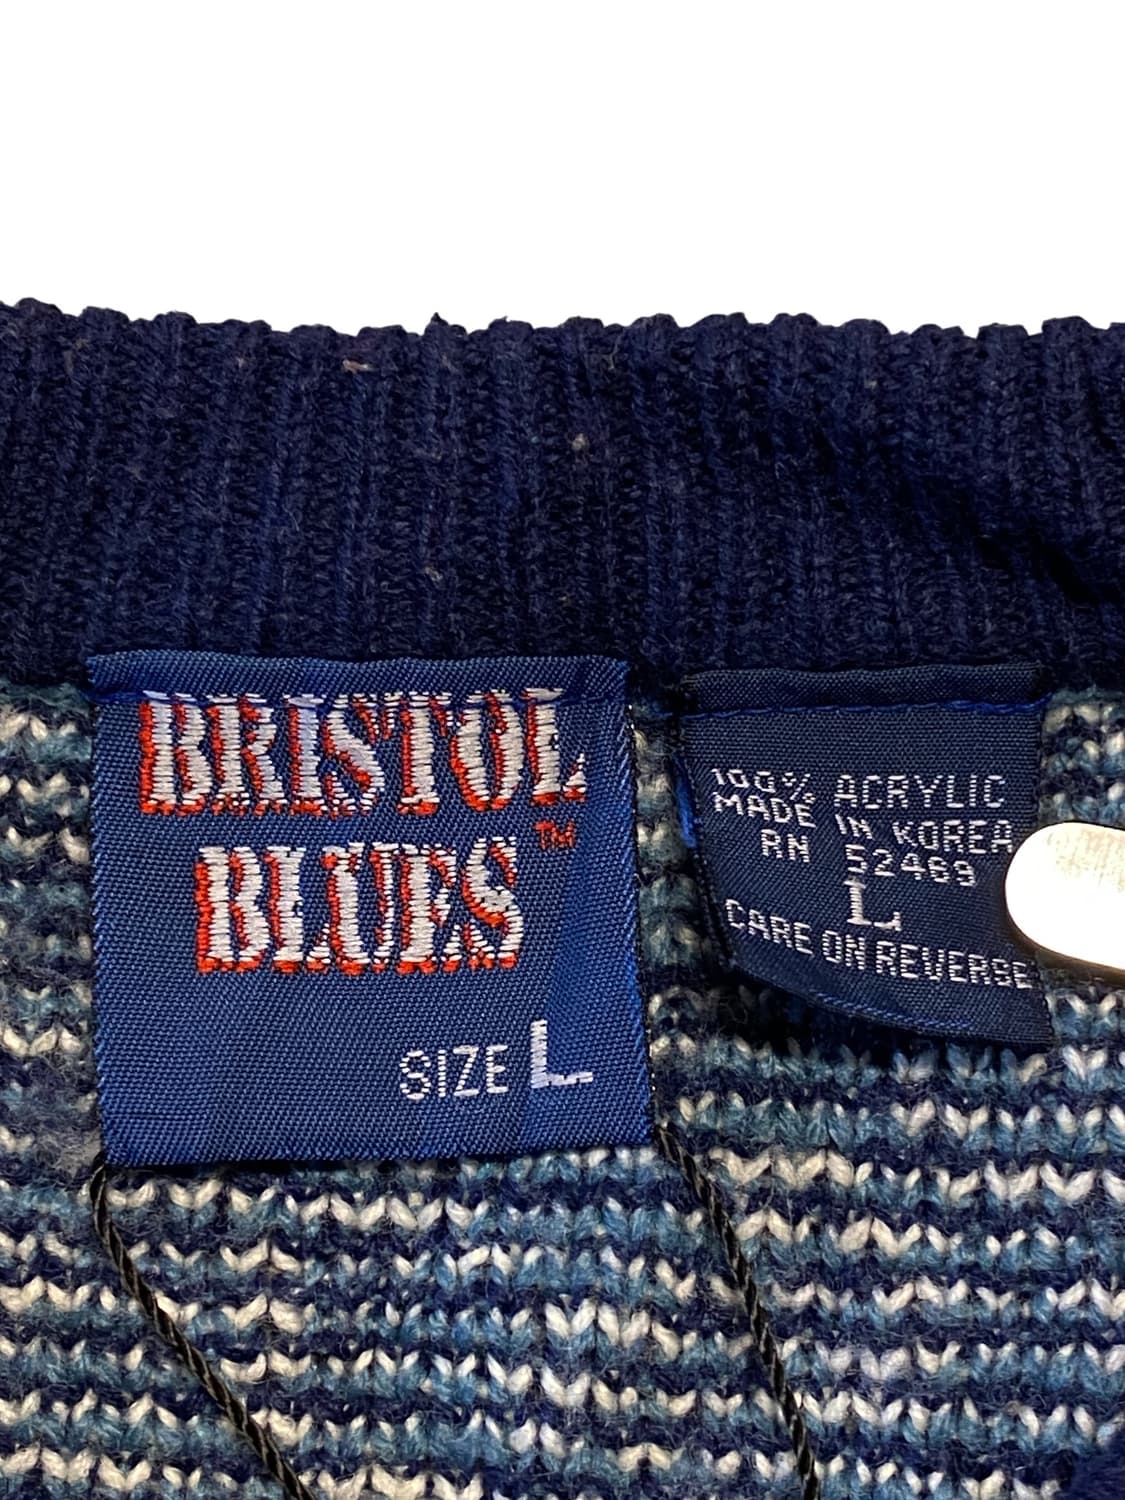 BRISTOL
BLUES™
SIZE L
100% ACRYLIC
MADE IN KOREA
RN 52469
L
CARE ON REVERSE